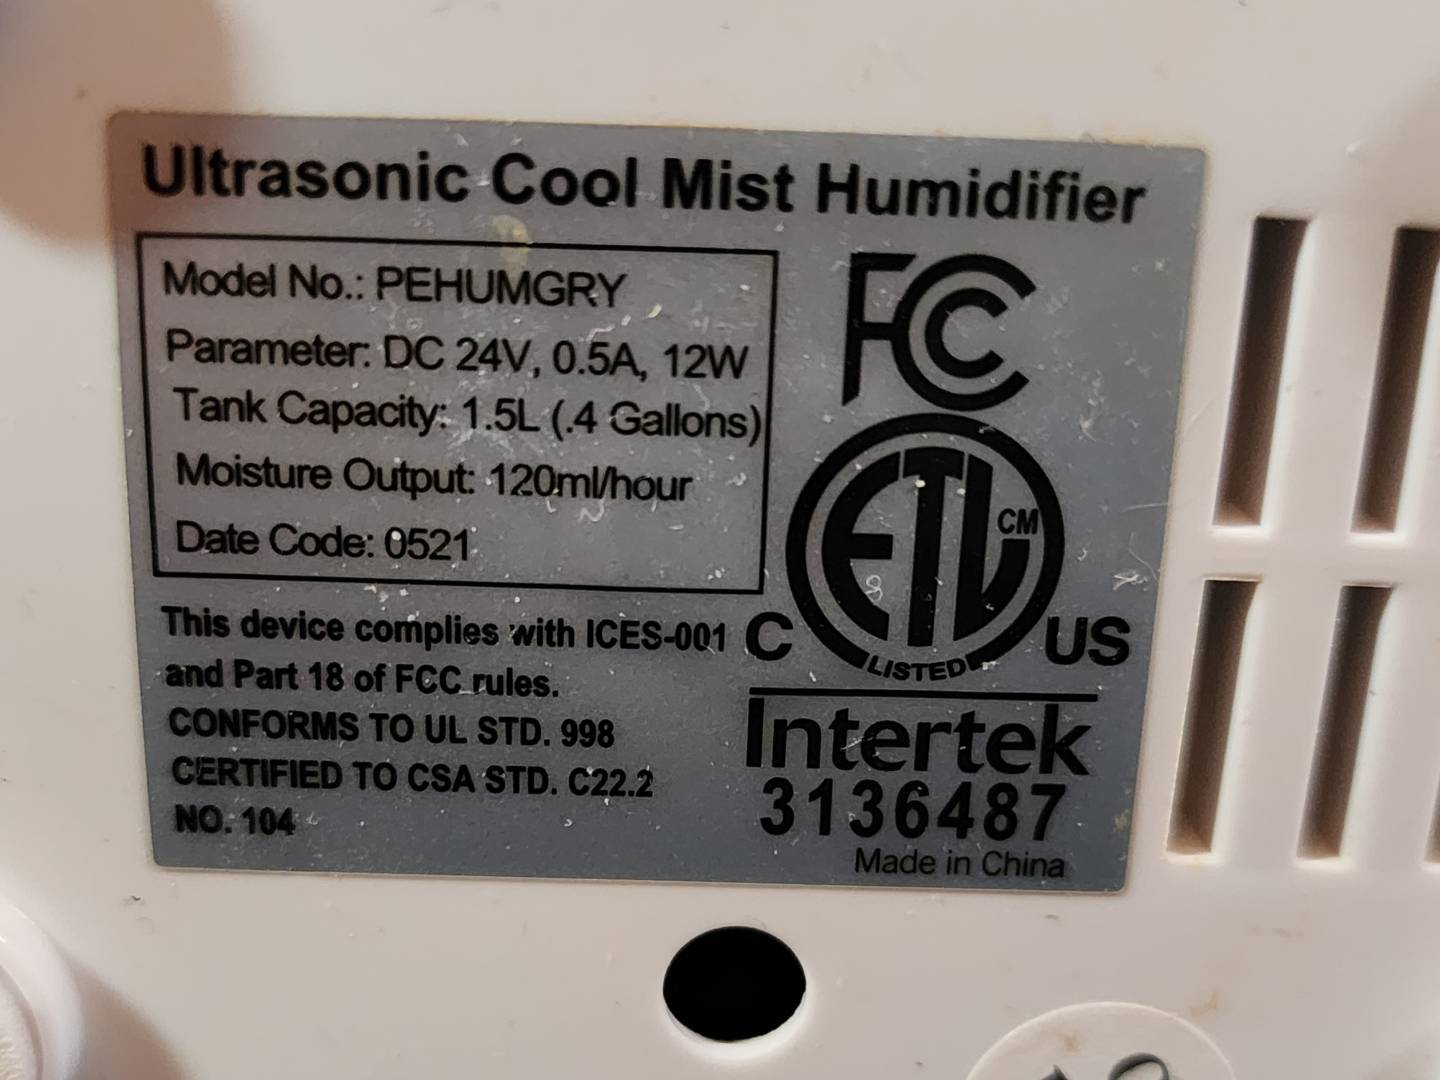 Ultrasonic Cool Mist Humidifier
Model No.: PEHUMGRY
Parameter: DC 24V, 0.5A, 12W
Tank Capacity: 1.5L (.4 Gallons)
Moisture Output: 120ml/hour
Date Code: 0521
This device complies with ICES-001
and Part 18 of FCC rules.
CONFORMS TO UL STD. 998
CERTIFIED TO CSA STD. C22.2
NO. 104
FC
ETL CM
C US
LISTED
Intertek
3136487
Made in China